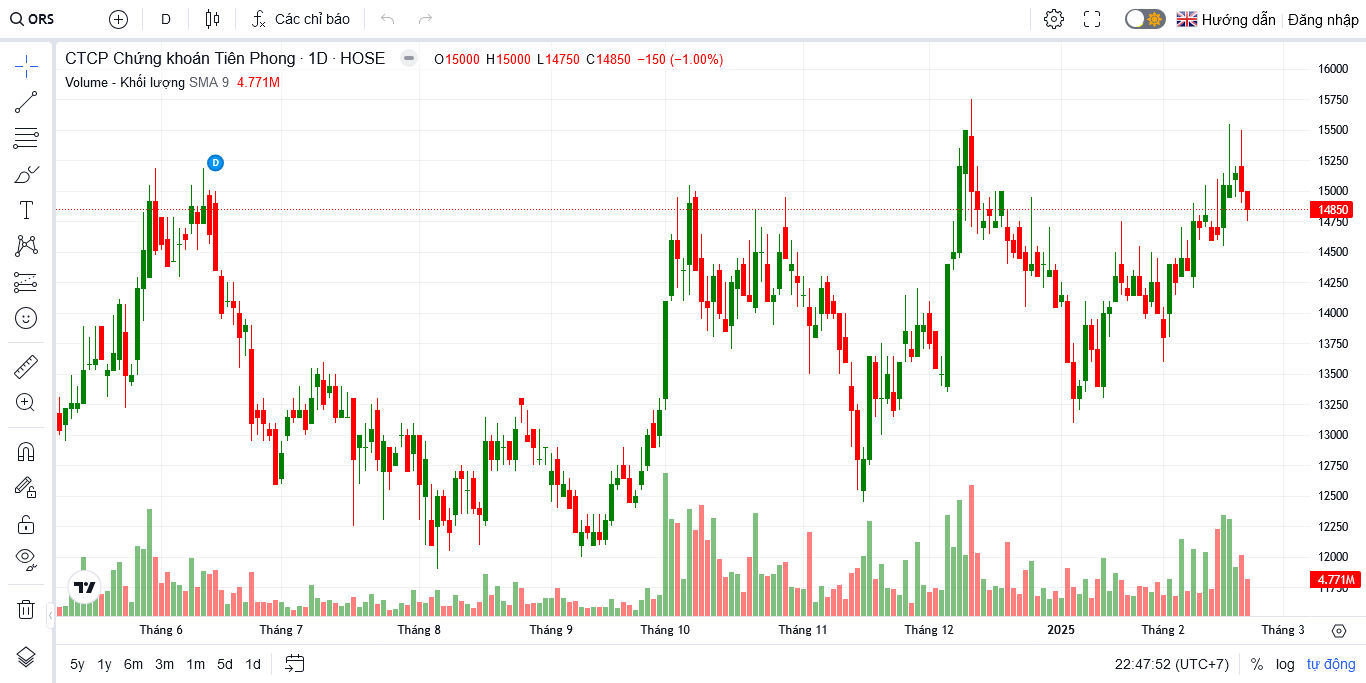 ORS D Các chỉ báo Hướng dẫn Đăng nhập
CTCP Chứng khoán Tiên Phong · 1D · HOSE O15000 H15000 L14750 C14850 −150 (−1.00%)
Volume - Khối lượng SMA 9 4.771M
D
16000
15750
15500
15250
15000
14850
14750
14500
14250
14000
13750
13500
13250
13000
12750
12500
12250
12000
4.771M
11750
Tháng 6 Tháng 7 Tháng 8 Tháng 9 Tháng 10 Tháng 11 Tháng 12 2025 Tháng 2 Tháng 3
5y 1y 6m 3m 1m 5d 1d 22:47:52 (UTC+7) % log tự động